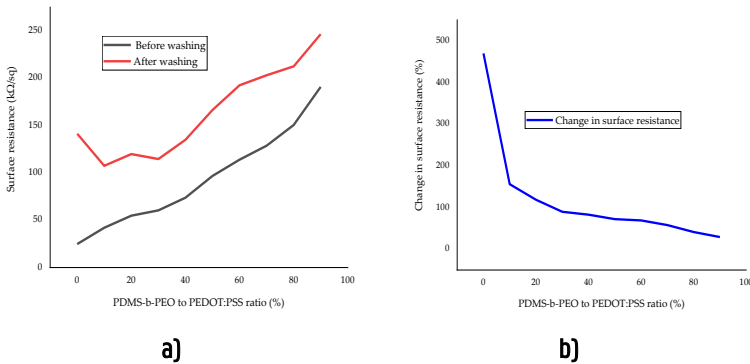 250
200
150
100
50
0
Surface resistance (kΩ/sq)
Before washing
After washing
0 20 40 60 80 100
PDMS-b-PEO to PEDOT:PSS ratio (%)
a)
500
400
300
200
100
0
Change in surface resistance (%)
Change in surface resistance
0 20 40 60 80 100
PDMS-b-PEO to PEDOT:PSS ratio (%)
b)